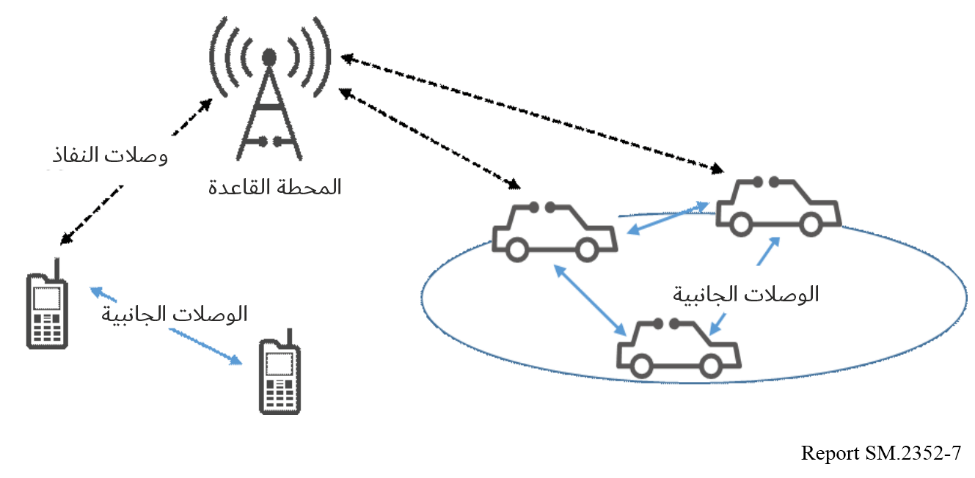 وصلات النفاذ
المحطة القاعدة
الوصلات الجانبية
الوصلات الجانبية
Report SM.2352-7